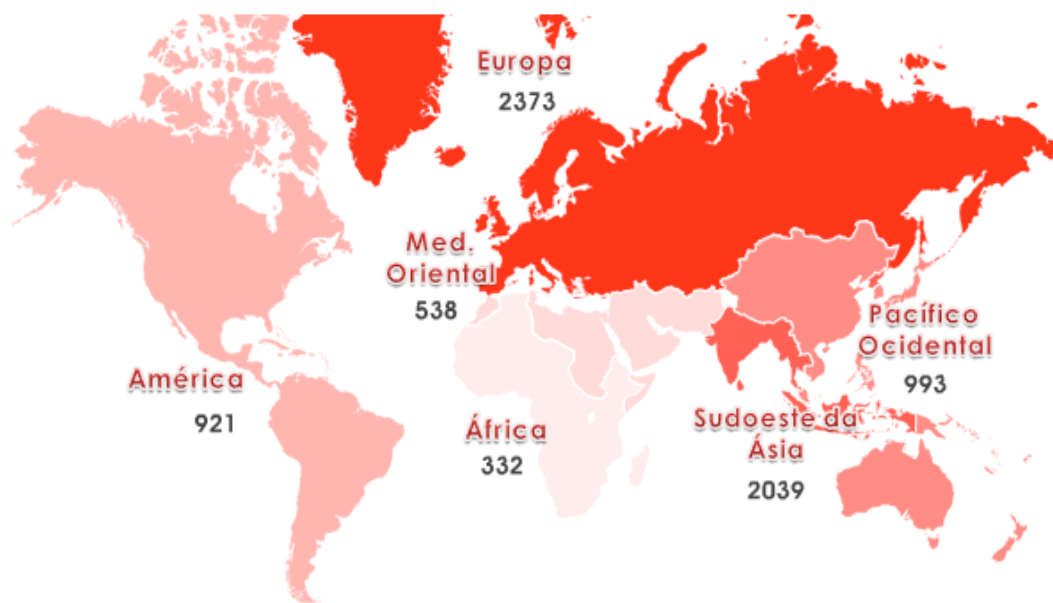 Europa
2373
Med.
Oriental
538
Pacífico
Ocidental
993
América
921
África
332
Sudoeste da
Ásia
2039